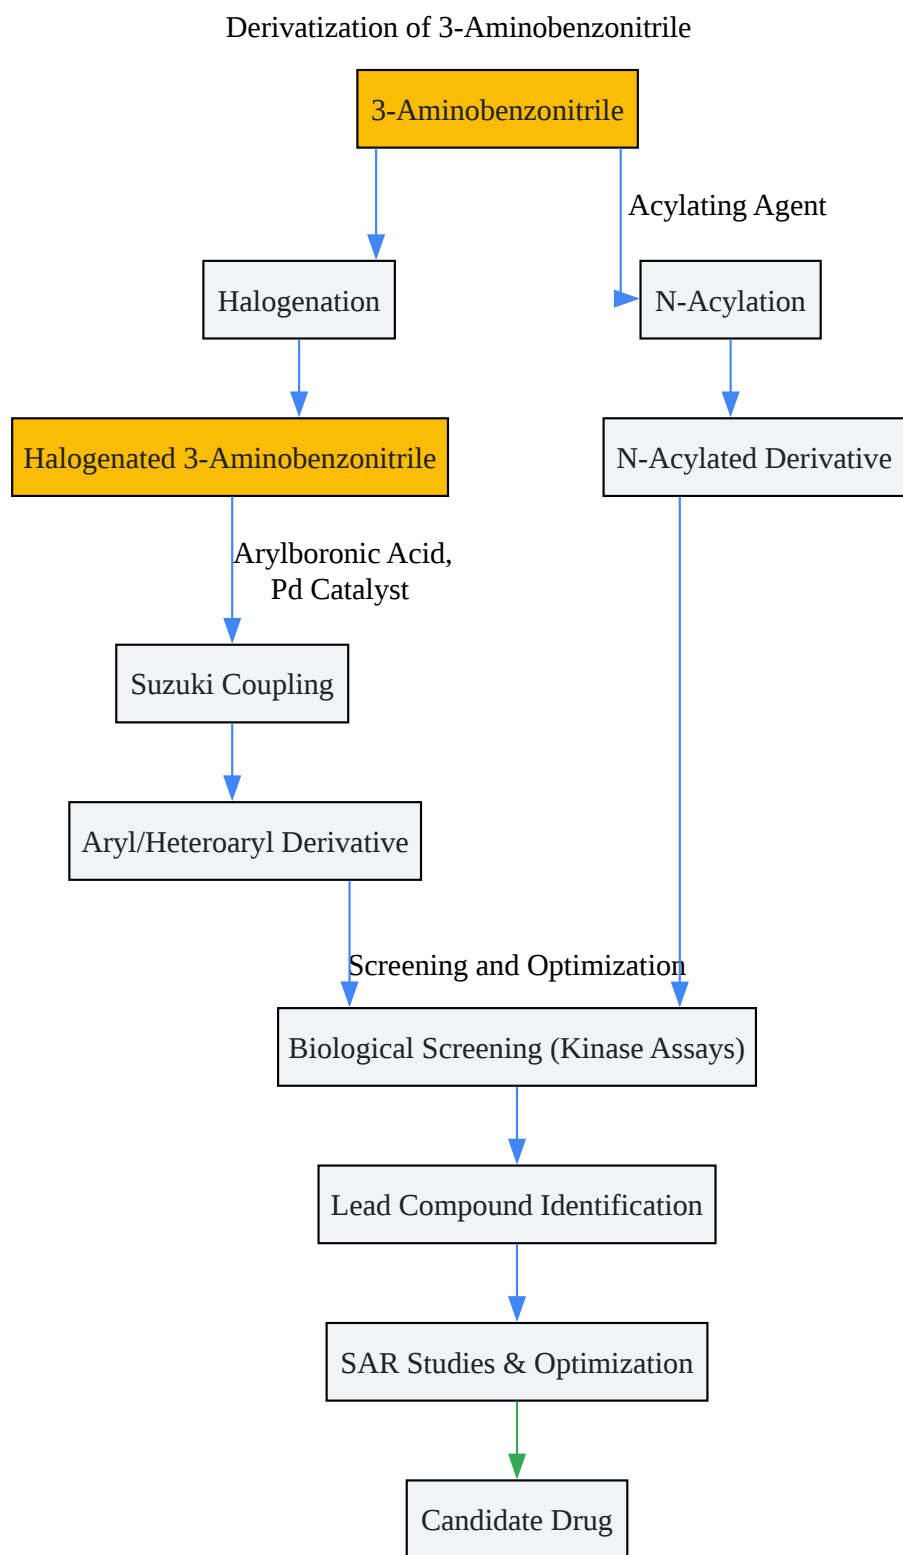 Derivatization of 3-Aminobenzonitrile
3-Aminobenzonitrile
Acylating Agent
Halogenation
N-Acylation
Halogenated 3-Aminobenzonitrile
N-Acylated Derivative
Arylboronic Acid,
Pd Catalyst
Suzuki Coupling
Aryl/Heteroaryl Derivative
Screening and Optimization
Biological Screening (Kinase Assays)
Lead Compound Identification
SAR Studies & Optimization
Candidate Drug